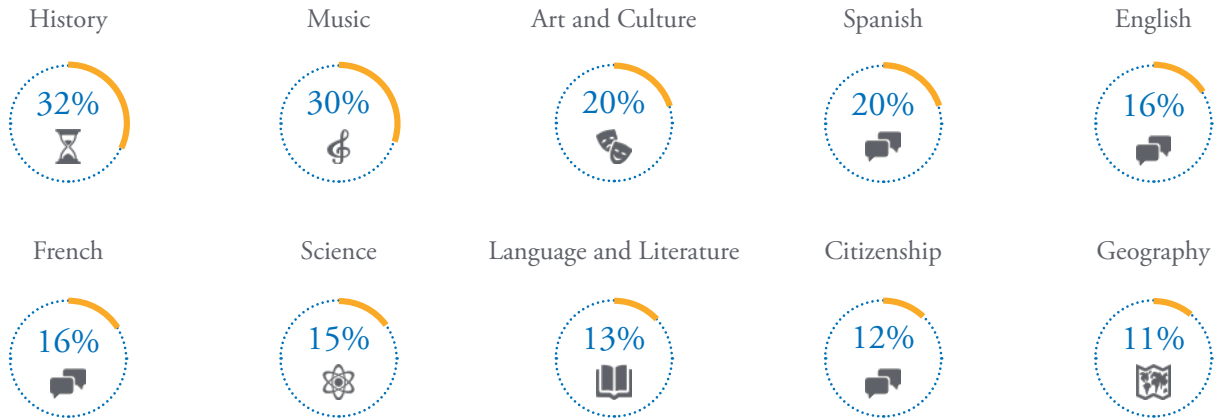 History Music Art and Culture Spanish English
32% 30% 20% 20% 16%
French Science Language and Literature Citizenship Geography
16% 15% 13% 12% 11%